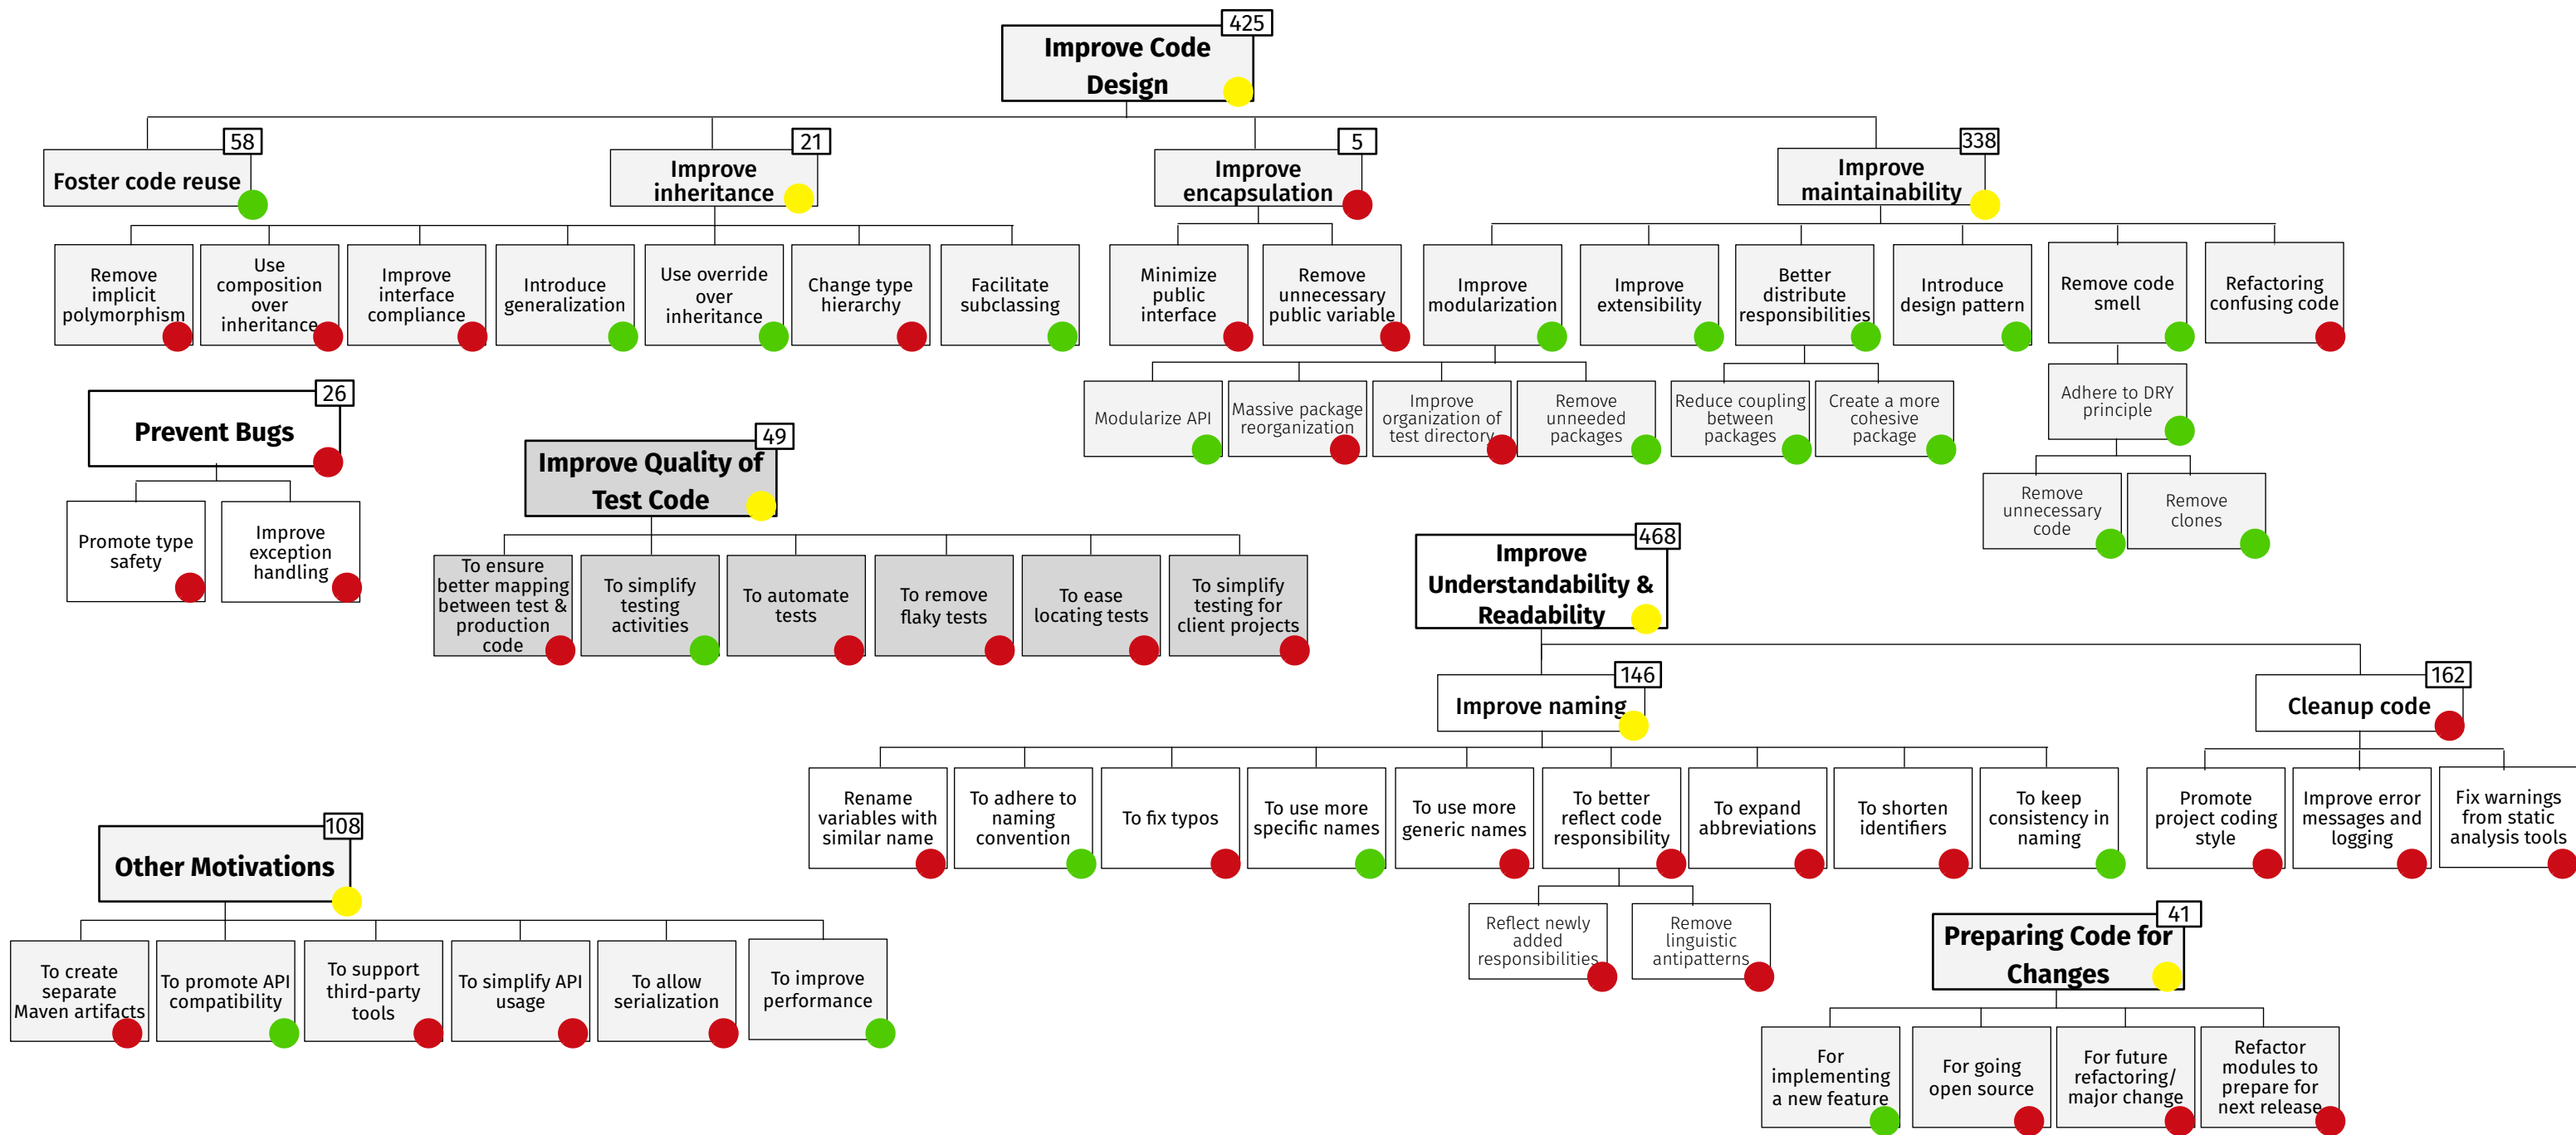 425
Improve Code
Design
58
Foster code reuse
21
Improve
inheritance
5
Improve
encapsulation
338
Improve
maintainability
Remove
implicit
polymorphism
Use
composition
over
inheritance
Improve
interface
compliance
Introduce
generalization
Use override
over
inheritance
Change type
hierarchy
Facilitate
subclassing
Minimize
public
interface
Remove
unnecessary
public variable
Improve
modularization
Improve
extensibility
Better
distribute
responsibilities
Introduce
design pattern
Remove code
smell
Refactoring
confusing code
Modularize API
Massive package
reorganization
Improve
organization of
test directory
Remove
unneeded
packages
Reduce coupling
between
packages
Create a more
cohesive
package
Adhere to DRY
principle
Remove
unnecessary
code
Remove
clones
26
Prevent Bugs
Promote type
safety
Improve
exception
handling
49
Improve Quality of
Test Code
To ensure
better mapping
between test &
production
code
To simplify
testing
activities
To automate
tests
To remove
flaky tests
To ease
locating tests
To simplify
testing for
client projects
468
Improve
Understandability &
Readability
146
Improve naming
162
Cleanup code
Rename
variables with
similar name
To adhere to
naming
convention
To fix typos
To use more
specific names
To use more
generic names
To better
reflect code
responsibility
To expand
abbreviations
To shorten
identifiers
To keep
consistency in
naming
Promote
project coding
style
Improve error
messages and
logging
Fix warnings
from static
analysis tools
Reflect newly
added
responsibilities
Remove
linguistic
antipatterns
108
Other Motivations
To create
separate
Maven artifacts
To promote API
compatibility
To support
third-party
tools
To simplify API
usage
To allow
serialization
To improve
performance
41
Preparing Code for
Changes
For
implementing
a new feature
For going
open source
For future
refactoring/
major change
Refactor
modules to
prepare for
next release